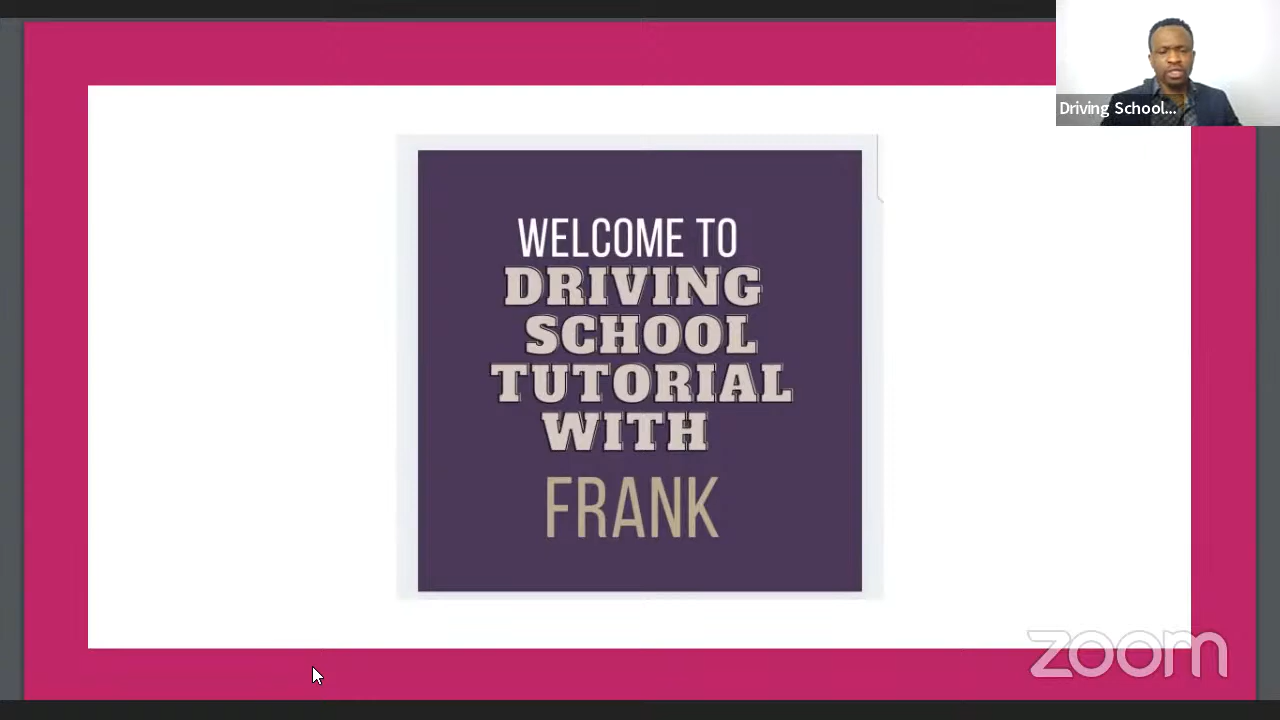 Driving School...
WELCOME TO
DRIVING
SCHOOL
TUTORIAL
WITH
FRANK
zoom